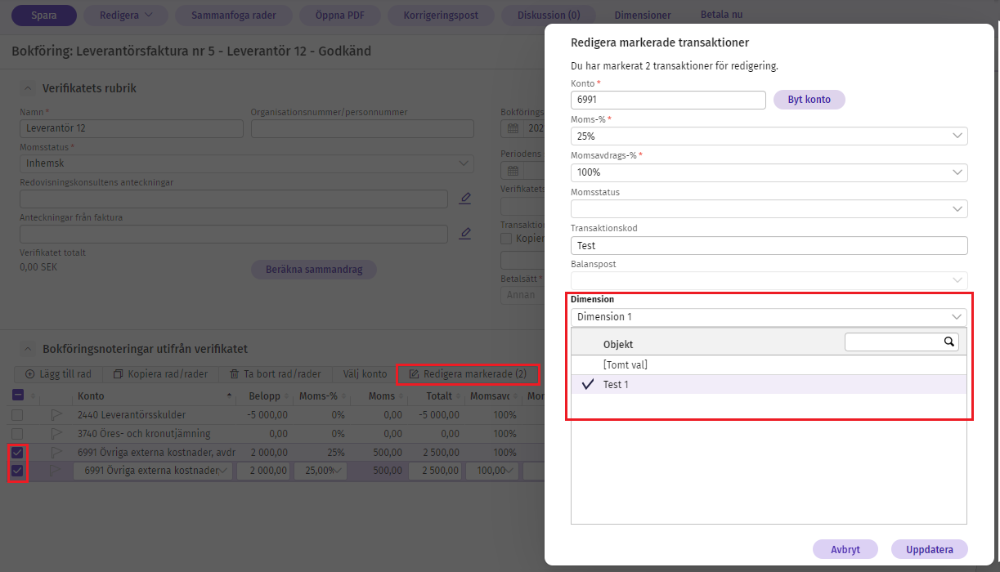 Spara
Redigera
Sammanfoga rader
Öppna PDF
Korrigeringspost
Diskussion (0)
Dimensioner
Betala nu
Bokföring: Leverantörsfaktura nr 5 - Leverantör 12 - Godkänd
Verifikatets rubrik
Namn *
Leverantör 12
Organisationsnummer/personnummer
Momsstatus *
Inhemsk
Redovisningskonsultens anteckningar
Anteckningar från faktura
Verifikatet totalt
0,00 SEK
Beräkna sammandrag
Bokförings
202
Periodens
Verifikatets
Transaktion
Kopier
Betalsätt *
Annan
Bokföringsnoteringar utifrån verifikatet
Lägg till rad
Kopiera rad/rader
Ta bort rad/rader
Välj konto
Redigera markerade (2)
Konto Belopp Moms-% Moms Totalt Momsavd Mom
2440 Leverantörsskulder -5 000,00 0% 0,00 -5 000,00 100%
3740 Öres- och kronutjämning 0,00 0% 0,00 0,00 100%
6991 Övriga externa kostnader, avdr 2 000,00 25% 500,00 2 500,00 100%
6991 Övriga externa kostnader, 2 000,00 25,00% 500,00 2 500,00 100,00
Redigera markerade transaktioner
Du har markerat 2 transaktioner för redigering.
Konto *
6991
Byt konto
Moms-% *
25%
Momsavdrags-% *
100%
Momsstatus
Transaktionskod
Test
Balanspost
Dimension
Dimension 1
Objekt
[Tomt val]
Test 1
Avbryt
Uppdatera